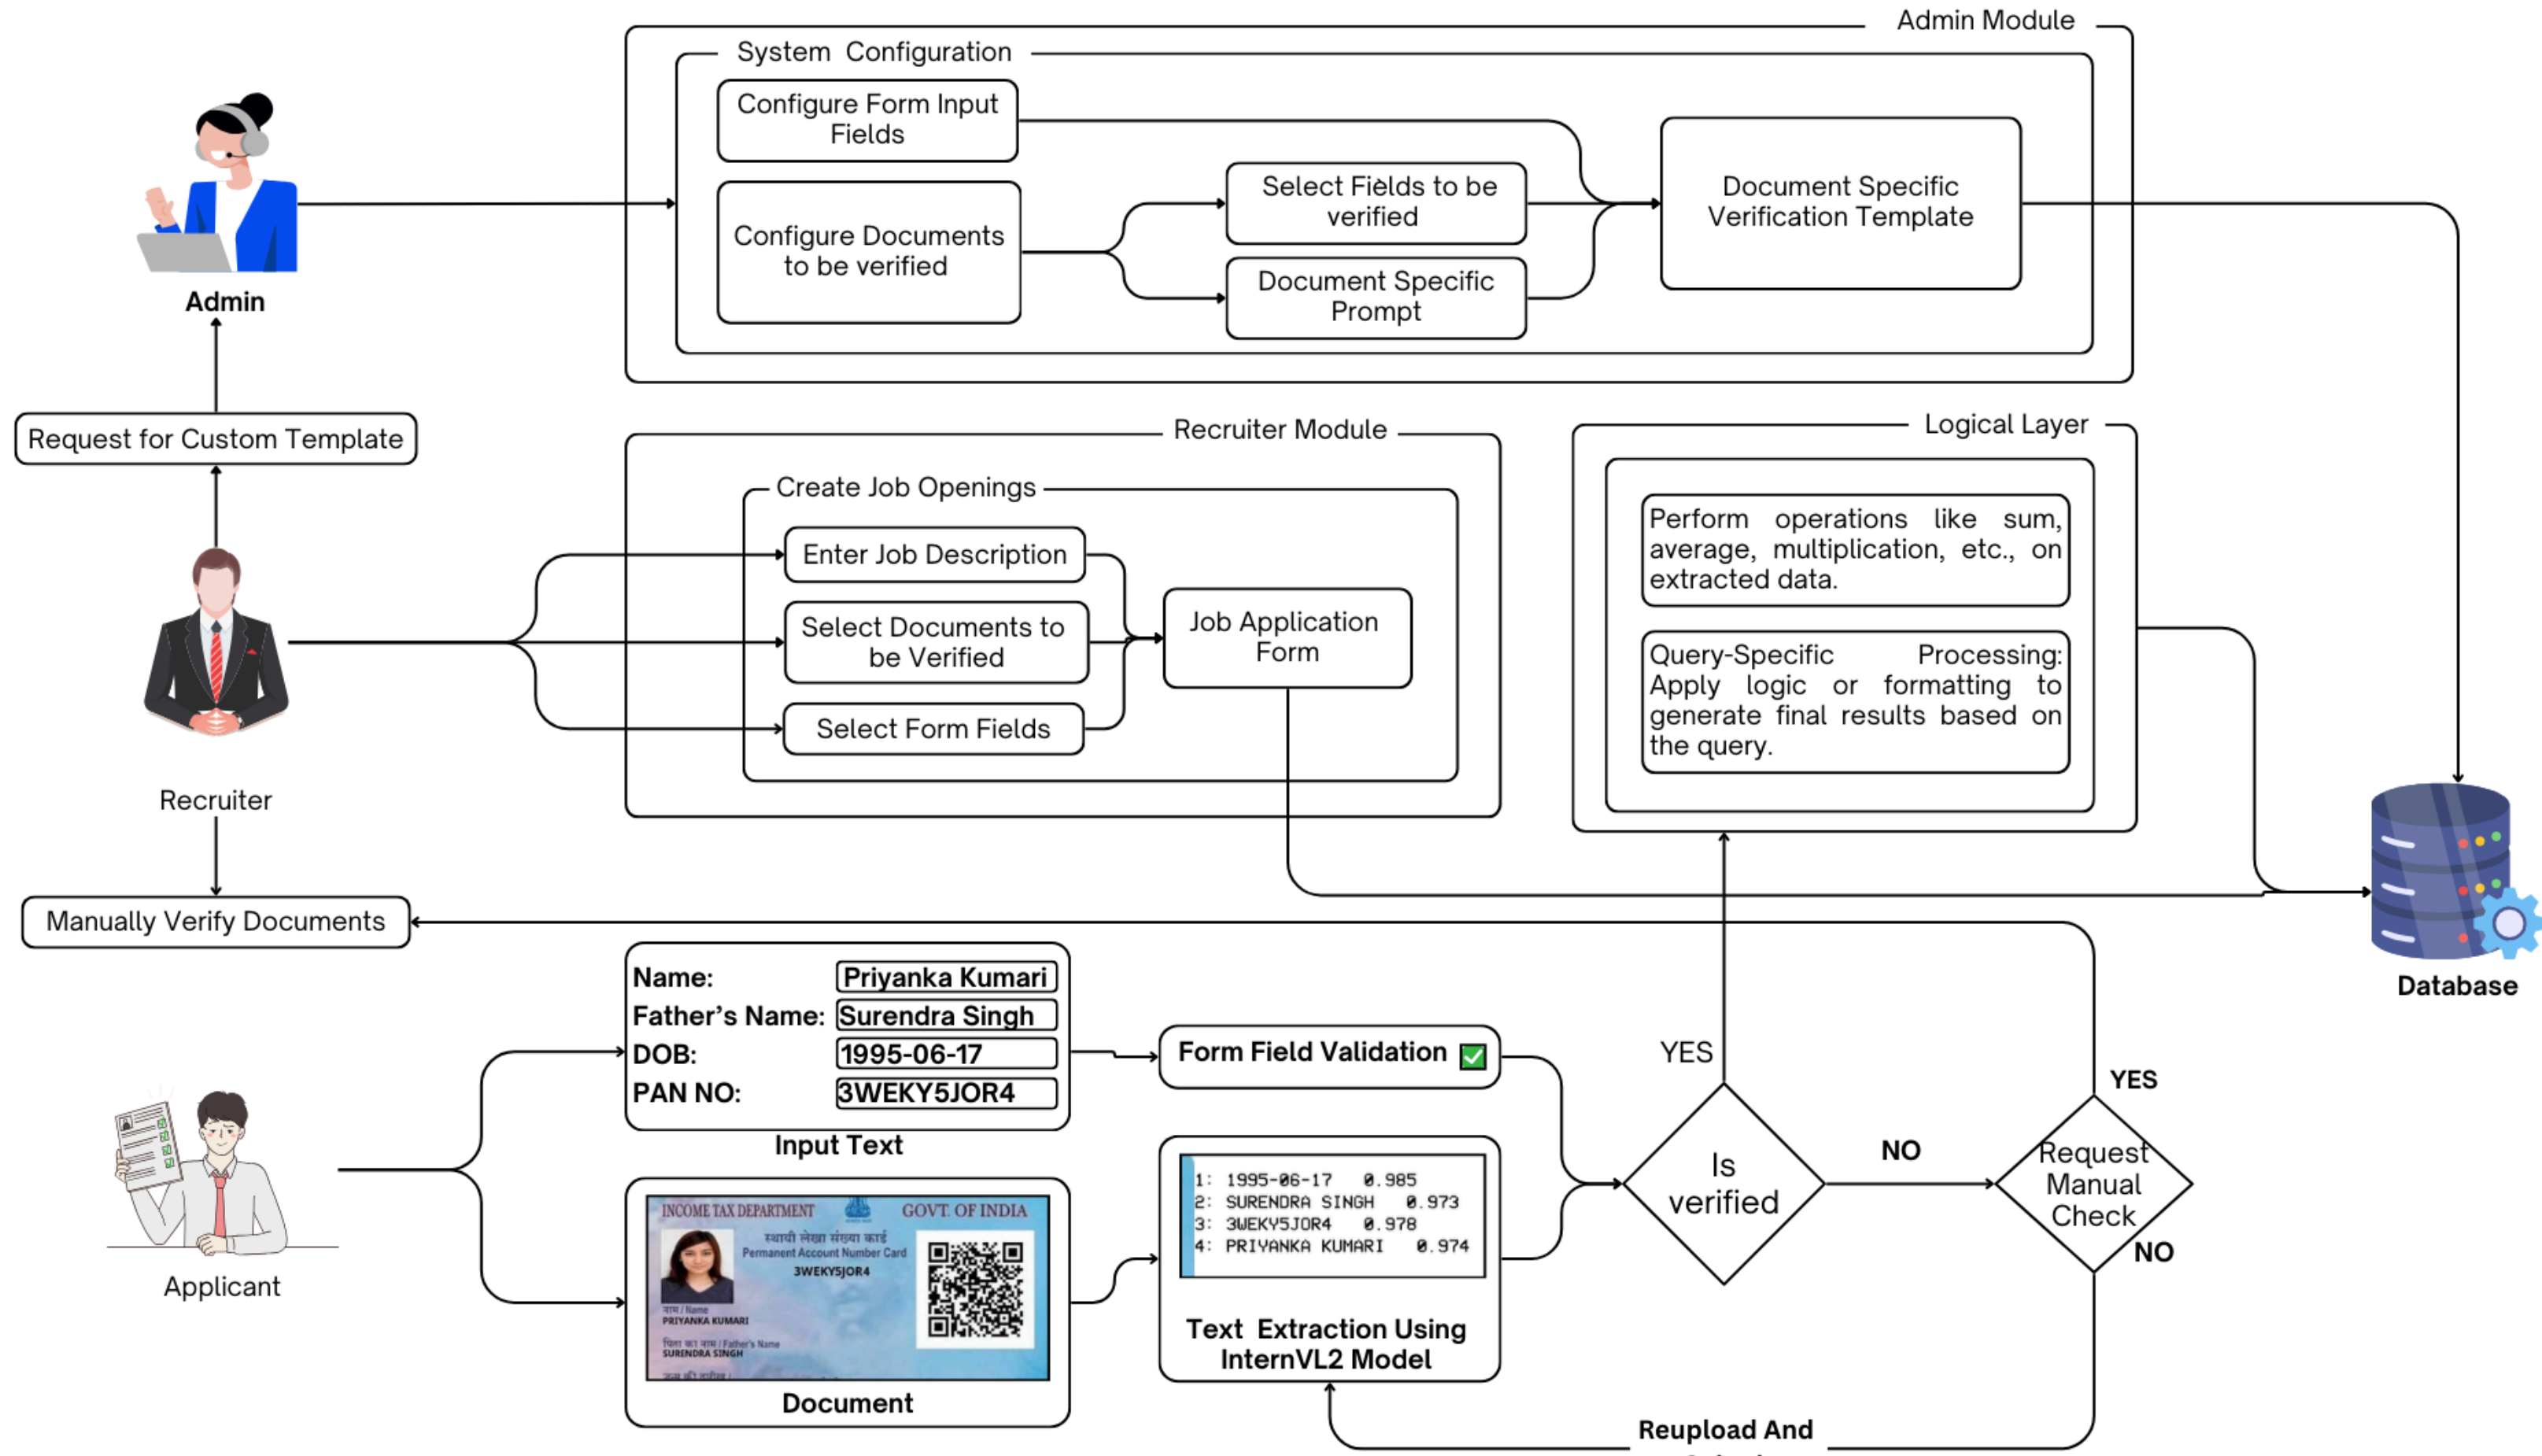 Admin Module
System Configuration
Configure Form Input
Fields
Configure Documents
to be verified
Select Fields to be
verified
Document Specific
Prompt
Document Specific
Verification Template
Admin
Request for Custom Template
Recruiter
Manually Verify Documents
Recruiter Module
Create Job Openings
Enter Job Description
Select Documents to
be Verified
Select Form Fields
Job Application
Form
Logical Layer
Perform operations like sum,
average, multiplication, etc., on
extracted data.
Query-Specific Processing:
Apply logic or formatting to
generate final results based on
the query.
Database
Applicant
Name: Priyanka Kumari
Father's Name: Surendra Singh
DOB: 1995-06-17
PAN NO: 3WEKY5JOR4
Input Text
INCOME TAX DEPARTMENT GOVT. OF INDIA
स्थायी लेखा संख्या कार्ड
Permanent Account Number Card
3WEKY5JOR4
नाम / Name
PRIYANKA KUMARI
पिता का नाम / Father's Name
SURENDRA SINGH
Document
Form Field Validation
1: 1995-06-17 0.985
2: SURENDRA SINGH 0.973
3: 3WEKY5JOR4 0.978
4: PRIYANKA KUMARI 0.974
Text Extraction Using
InternVL2 Model
Is
verified
YES
NO
Request
Manual
Check
YES
NO
Reupload And